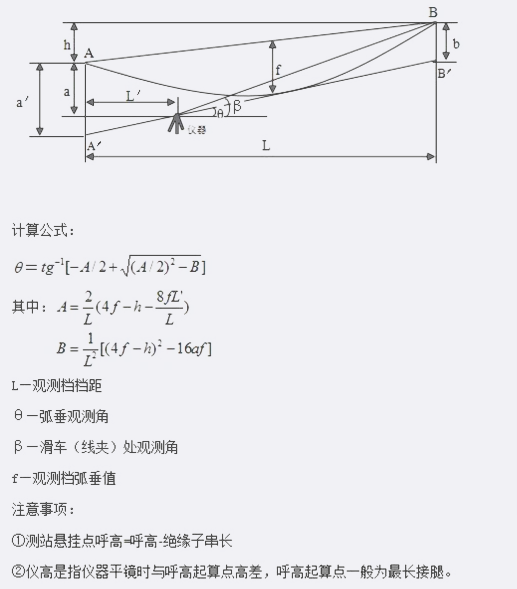 B
h
A
b
f
B′
a′
a
L′
β
θ
仪器
A′
L
计算公式:
θ=tg⁻¹[-A/2+√((A/2)²-B)]
其中: A=2/L(4f-h-8fL'/L)
B=1/L²[(4f-h)²-16af]
L—观测档档距
θ—弧垂观测角
β—滑车（线夹）处观测角
f—观测档弧垂值
注意事项:
①测站悬挂点呼高=呼高-绝缘子串长
②仪高是指仪器平镜时与呼高起算点高差，呼高起算点一般为最长接腿。